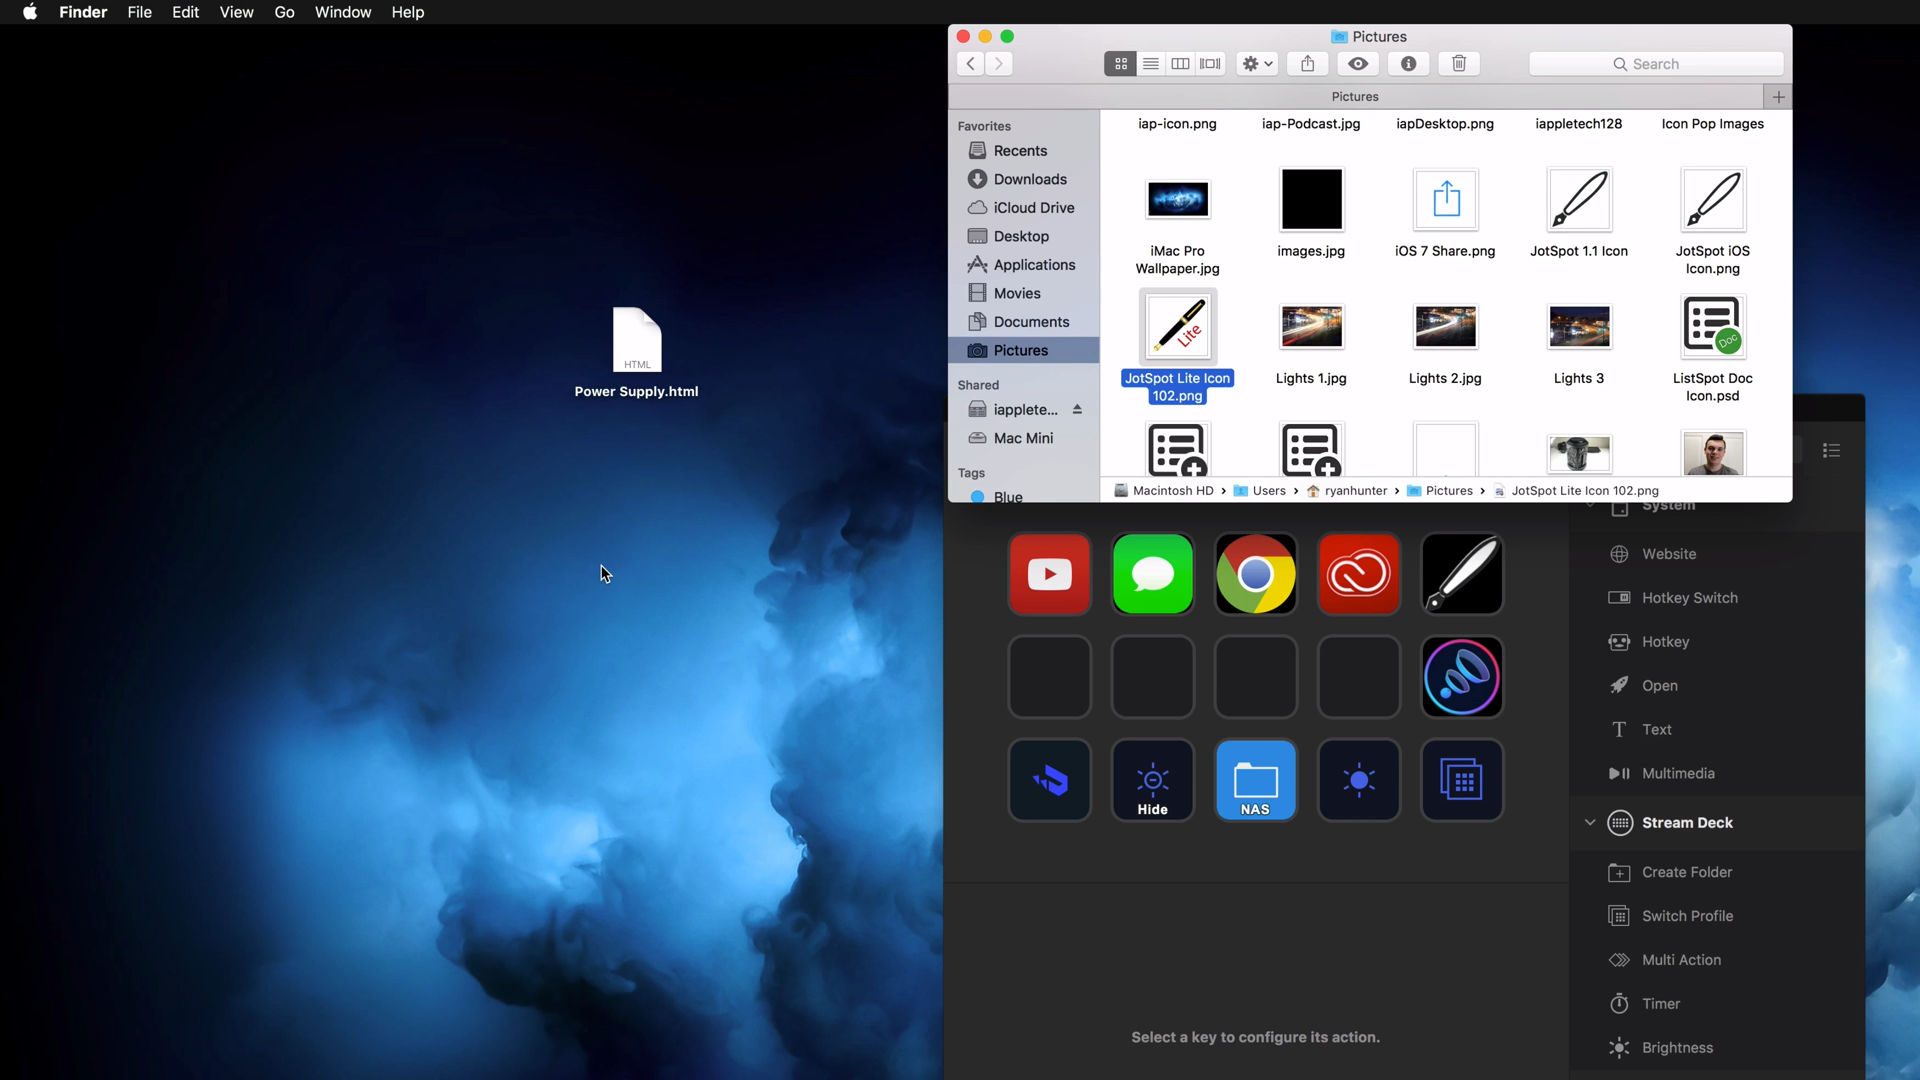 Finder File Edit View Go Window Help
Pictures
Search
Pictures
Favorites
Recents
Downloads
iCloud Drive
Desktop
Applications
Movies
Documents
Pictures
Shared
iapplete...
Mac Mini
Tags
Blue
iap-icon.png
iap-Podcast.jpg
iapDesktop.png
iappletech128
Icon Pop Images
iMac Pro
Wallpaper.jpg
images.jpg
iOS 7 Share.png
JotSpot 1.1 Icon
JotSpot iOS
Icon.png
Lite
JotSpot Lite Icon
102.png
Lights 1.jpg
Lights 2.jpg
Lights 3
Doc
ListSpot Doc
Icon.psd
Macintosh HD › Users › ryanhunter › Pictures › JotSpot Lite Icon 102.png
HTML
Power Supply.html
Hide
NAS
Select a key to configure its action.
System
Website
Hotkey Switch
Hotkey
Open
Text
Multimedia
Stream Deck
Create Folder
Switch Profile
Multi Action
Timer
Brightness